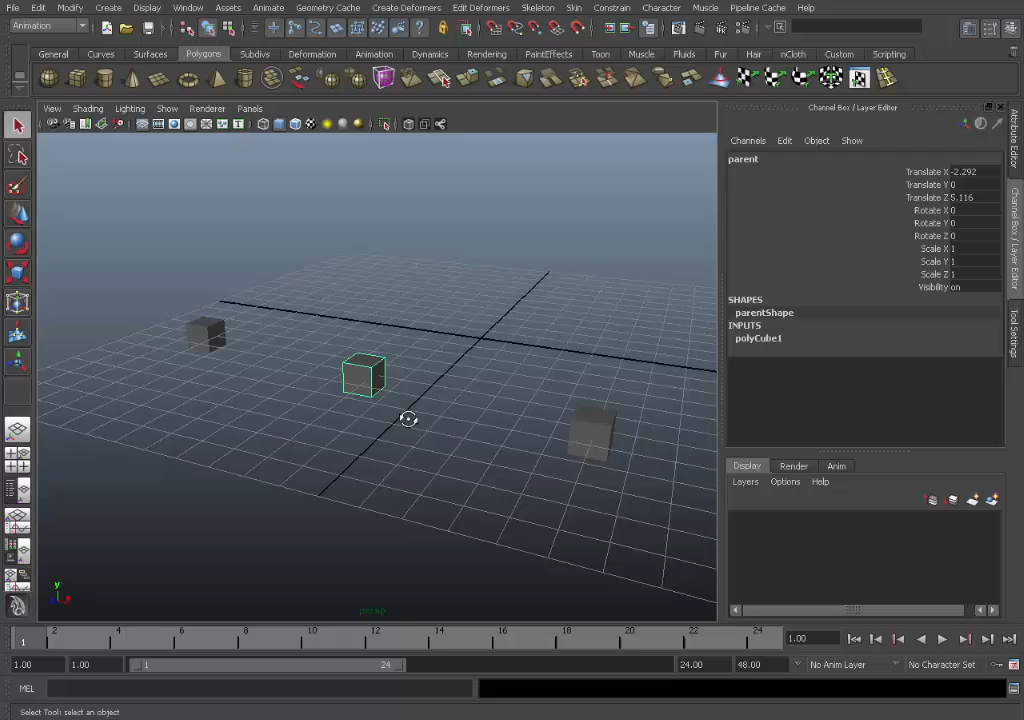 File Edit Modify Create Display Window Assets Animate Geometry Cache Create Deformers Edit Deformers Skeleton Skin Constrain Character Muscle Pipeline Cache Help
Animation
General Curves Surfaces Polygons Subdivs Deformation Animation Dynamics Rendering PaintEffects Toon Muscle Fluids Fur Hair nCloth Custom Scripting
View Shading Lighting Show Renderer Panels
Channel Box / Layer Editor
Channels Edit Object Show
parent
Translate X -2.292
Translate Y 0
Translate Z 5.116
Rotate X 0
Rotate Y 0
Rotate Z 0
Scale X 1
Scale Y 1
Scale Z 1
Visibility on
SHAPES
parentShape
INPUTS
polyCube1
Attribute Editor
Channel Box / Layer Editor
Tool Settings
Display Render Anim
Layers Options Help
y
persp
1 2 4 6 8 10 12 14 16 18 20 22 24 1.00
1.00 1.00 1 24 24.00 48.00 No Anim Layer No Character Set
MEL
Select Tool: select an object